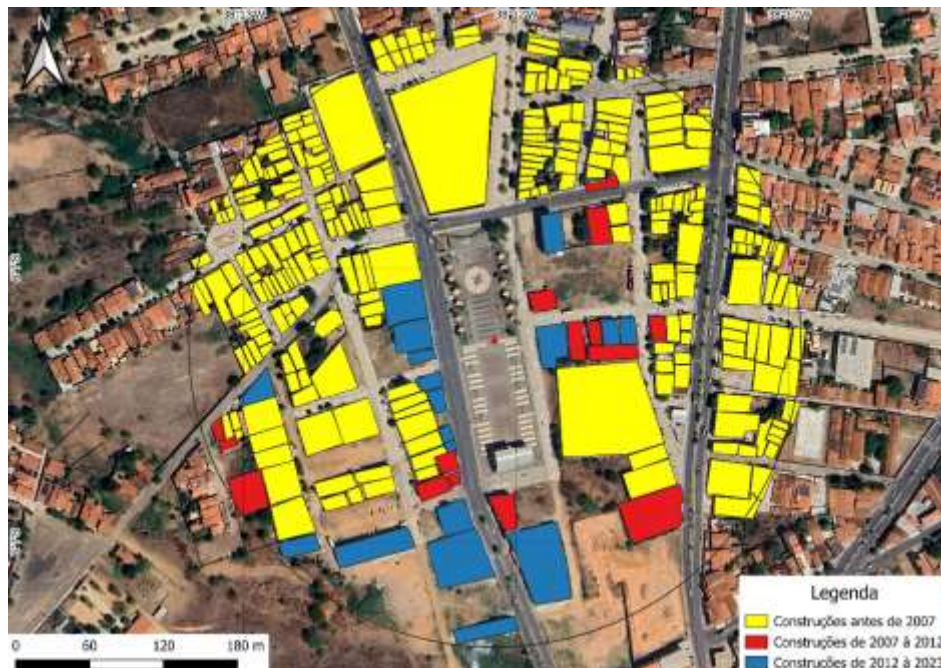 N
Legenda
Construções antes de 2007
Construções de 2007 à 201
Construções de 2012 à 202
0 60 120 180 m